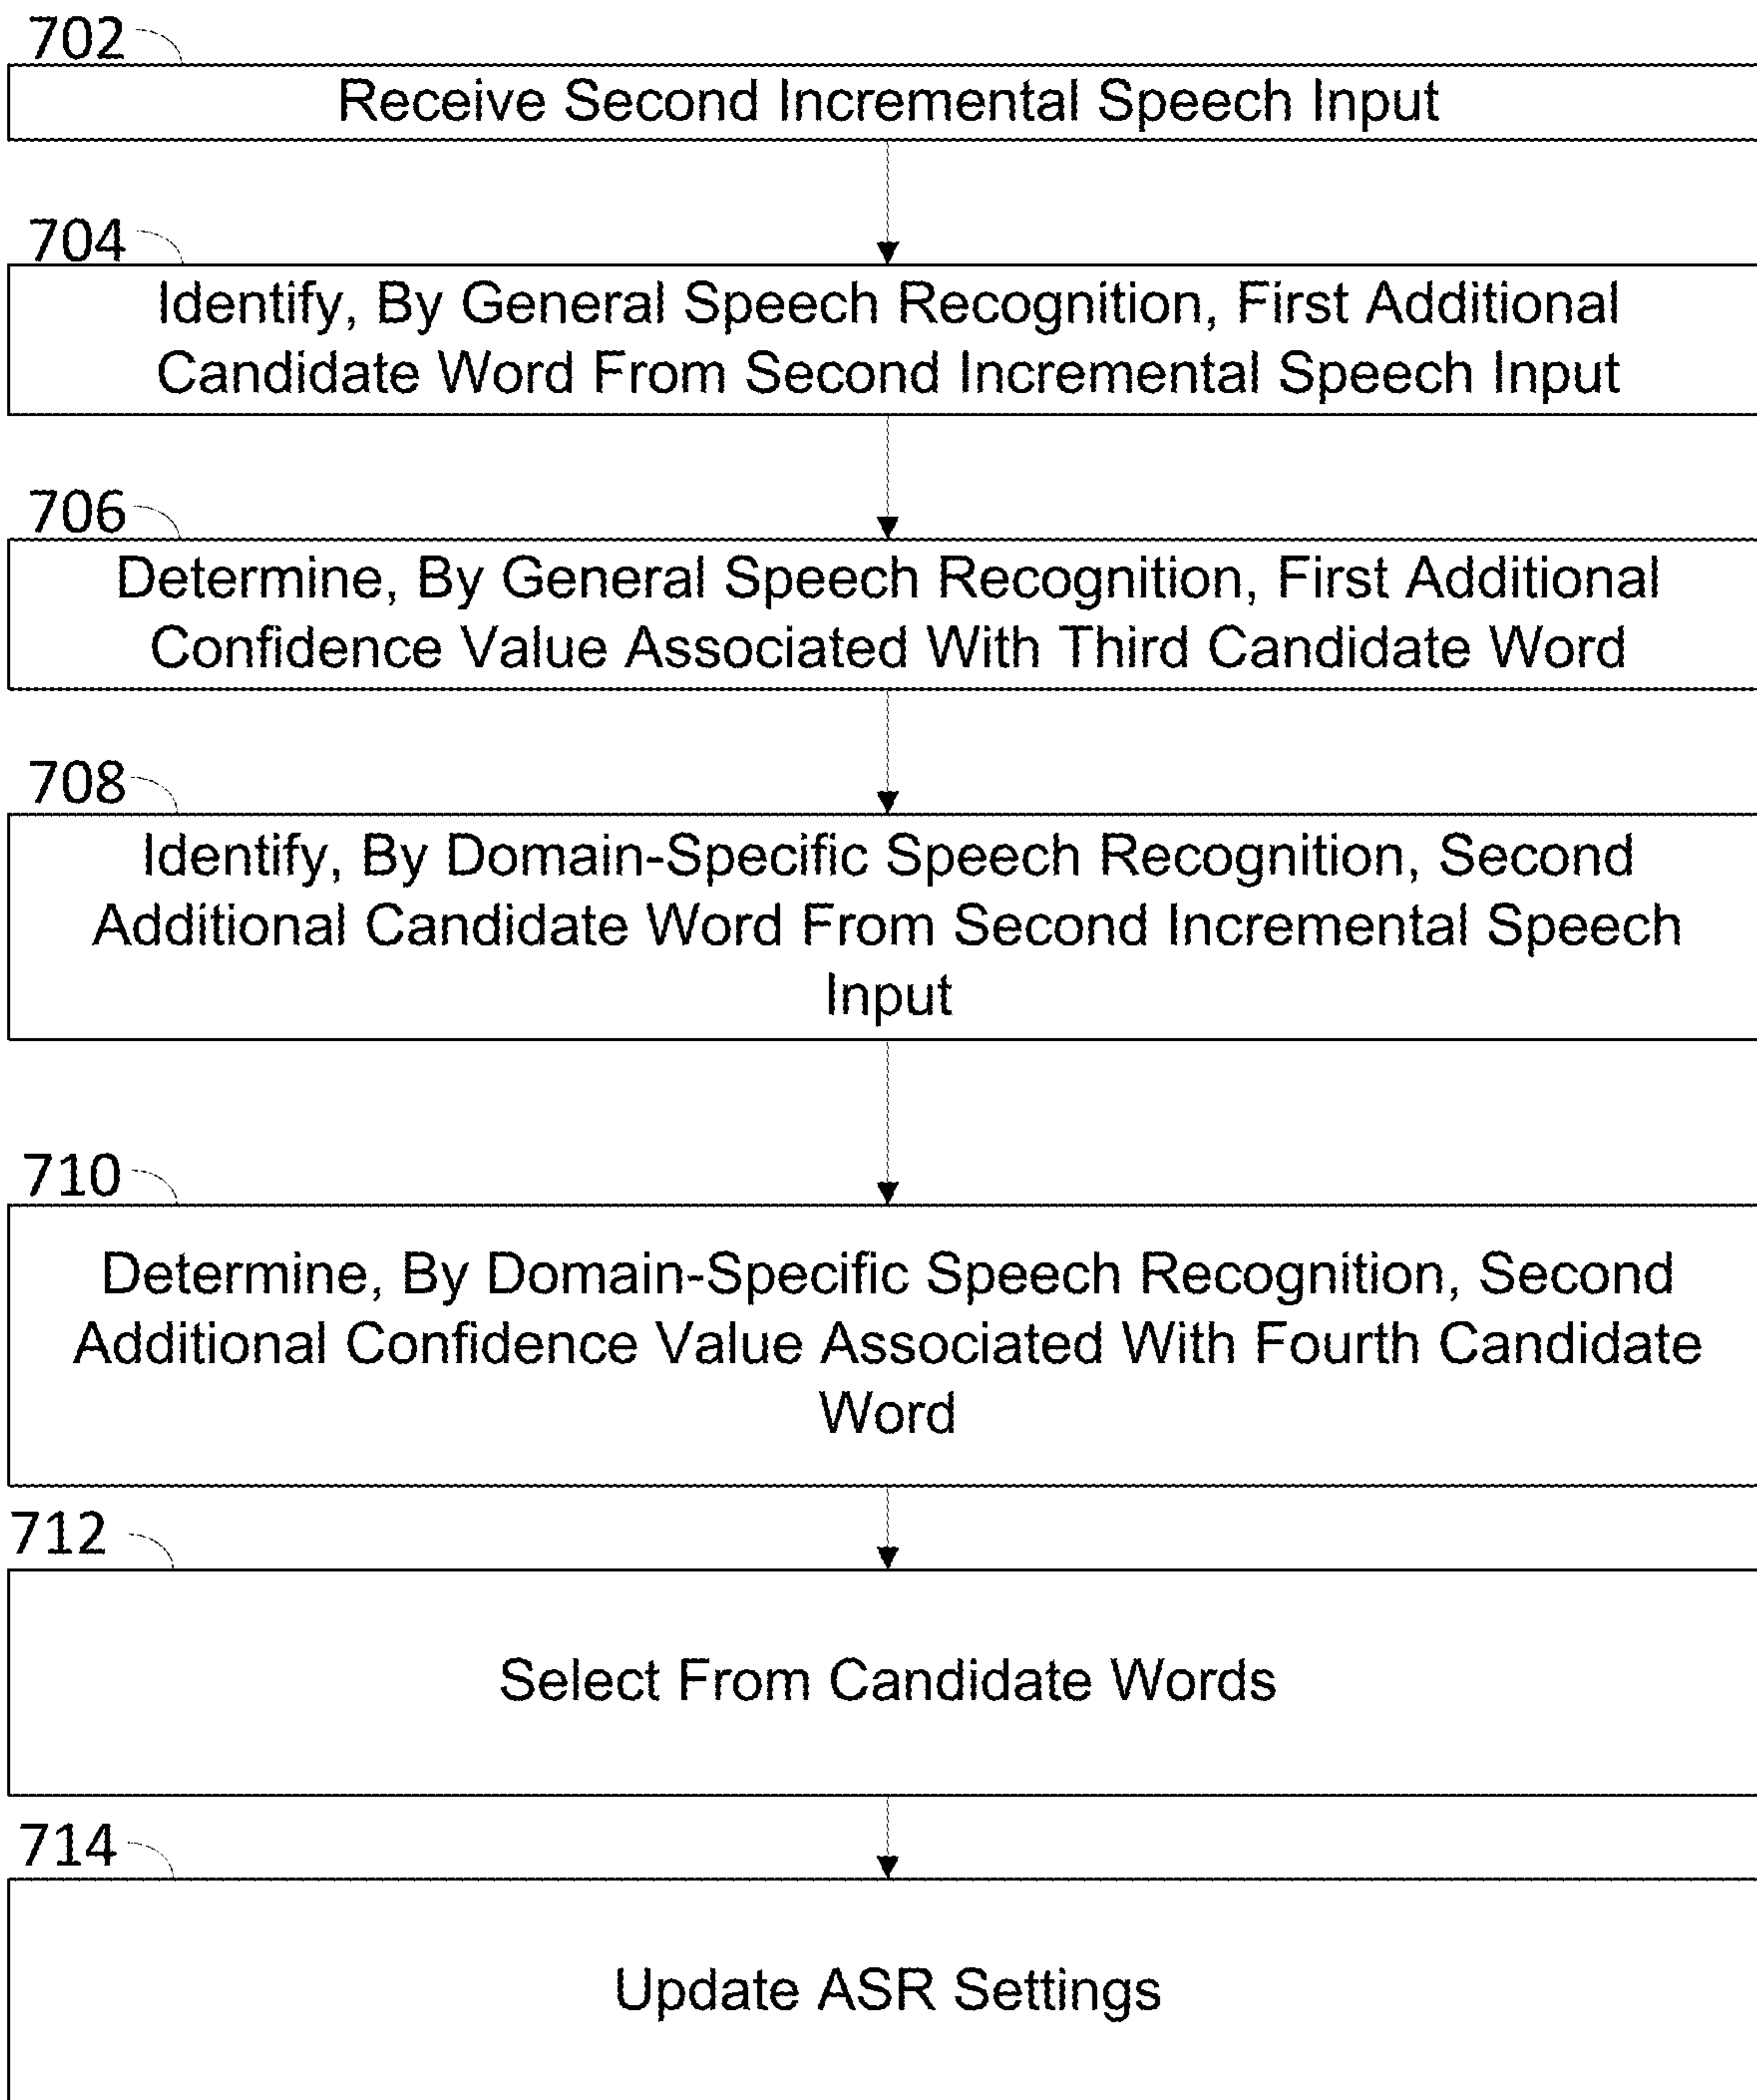 702
Receive Second Incremental Speech Input
704
Identify, By General Speech Recognition, First Additional
Candidate Word From Second Incremental Speech Input
706
Determine, By General Speech Recognition, First Additional
Confidence Value Associated With Third Candidate Word
708
Identify, By Domain-Specific Speech Recognition, Second
Additional Candidate Word From Second Incremental Speech
Input
710
Determine, By Domain-Specific Speech Recognition, Second
Additional Confidence Value Associated With Fourth Candidate
Word
712
Select From Candidate Words
714
Update ASR Settings